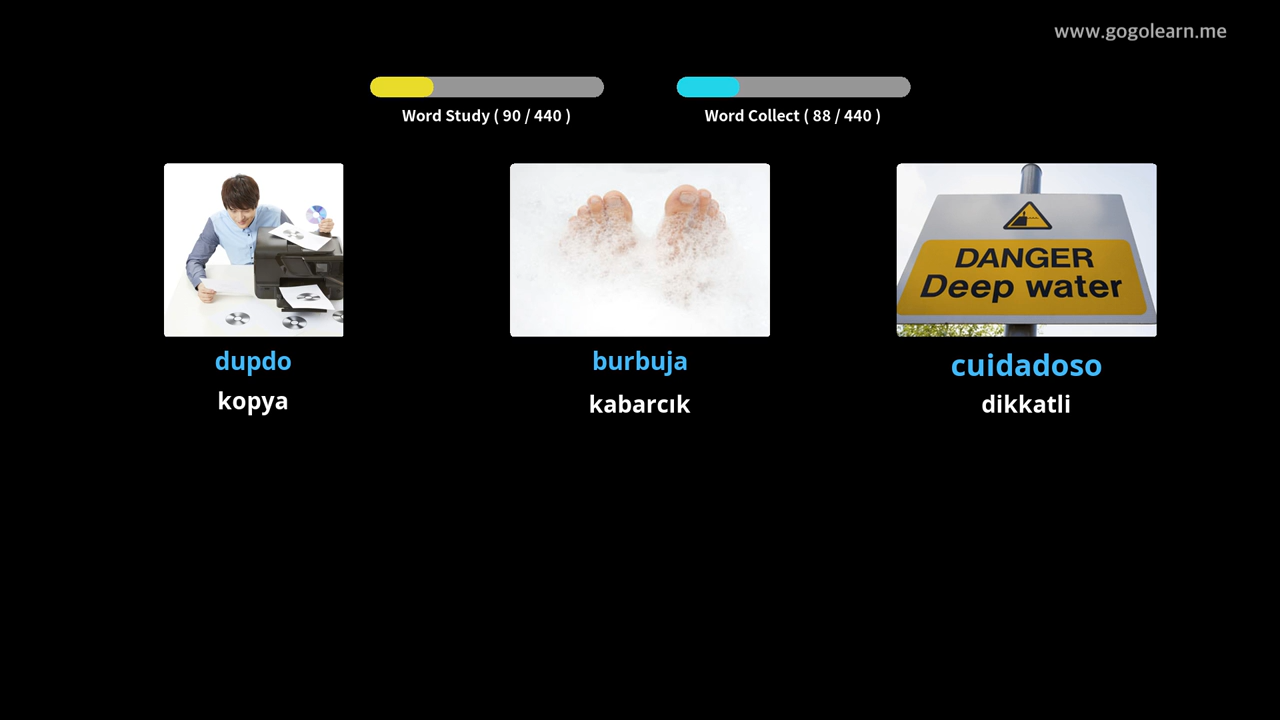 www.gogolearn.me
Word Study ( 90 / 440 )
Word Collect ( 88 / 440 )
DANGER
Deep water
dupdo
burbuja
cuidadoso
kopya
kabarcık
dikkatli